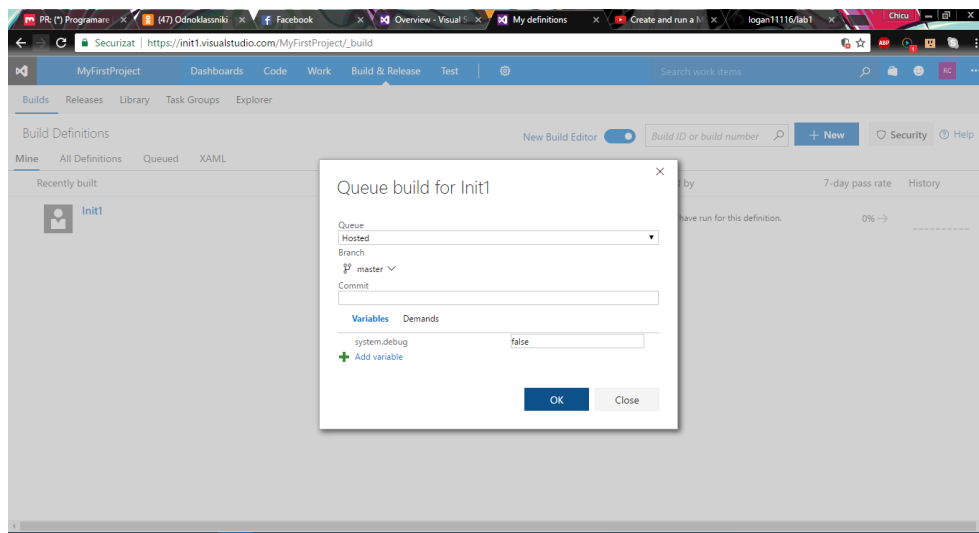 PR: (*) Programare
(47) Odnoklassniki
Facebook
Overview - Visual S
My definitions
Create and run a M
logan11116/lab1
Chicu
Securizat
https://init1.visualstudio.com/MyFirstProject/_build
ABP
MyFirstProject
Dashboards
Code
Work
Build & Release
Test
Search work items
RC
Builds
Releases
Library
Task Groups
Explorer
Build Definitions
New Build Editor
Build ID or build number
+ New
Security
Help
Mine
All Definitions
Queued
XAML
Recently built
d by
7-day pass rate
History
Init1
have run for this definition.
0%
Queue build for Init1
Queue
Hosted
Branch
master
Commit
Variables
Demands
system.debug
false
Add variable
OK
Close